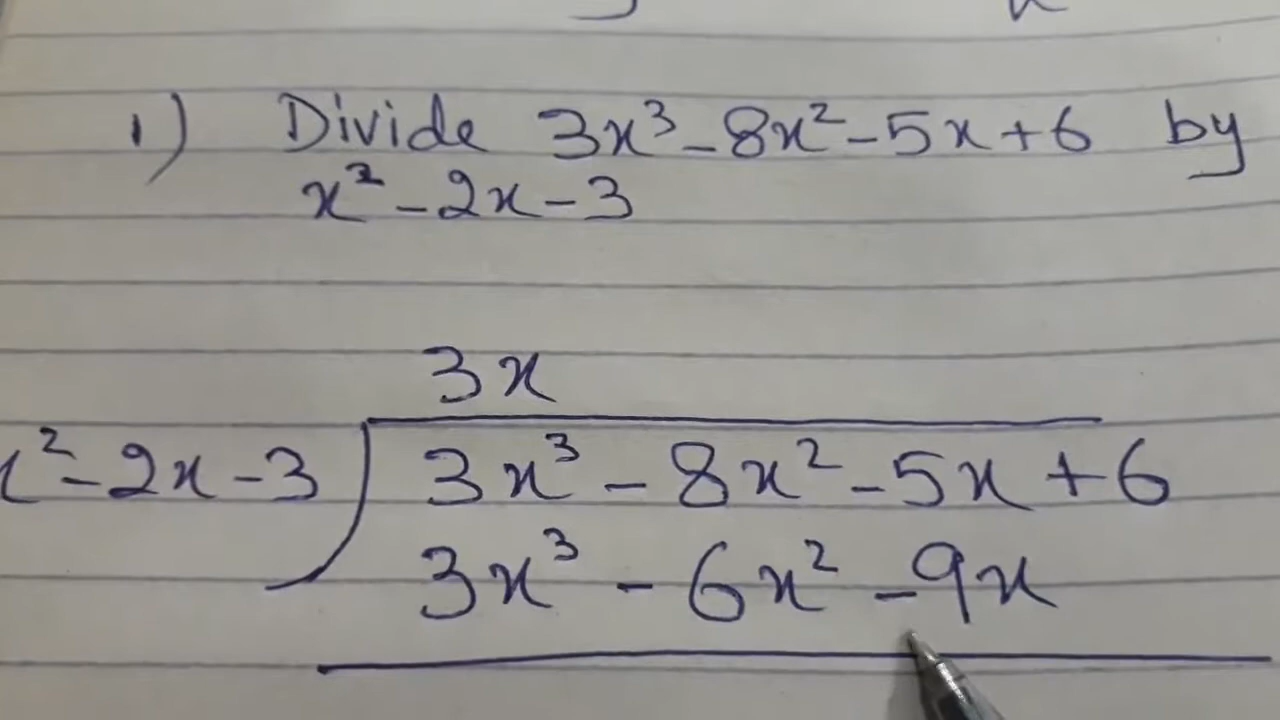 1) Divide 3x³ - 8x² - 5x + 6 by
x² - 2x - 3
3x
x² - 2x - 3 ) 3x³ - 8x² - 5x + 6
3x³ - 6x² - 9x